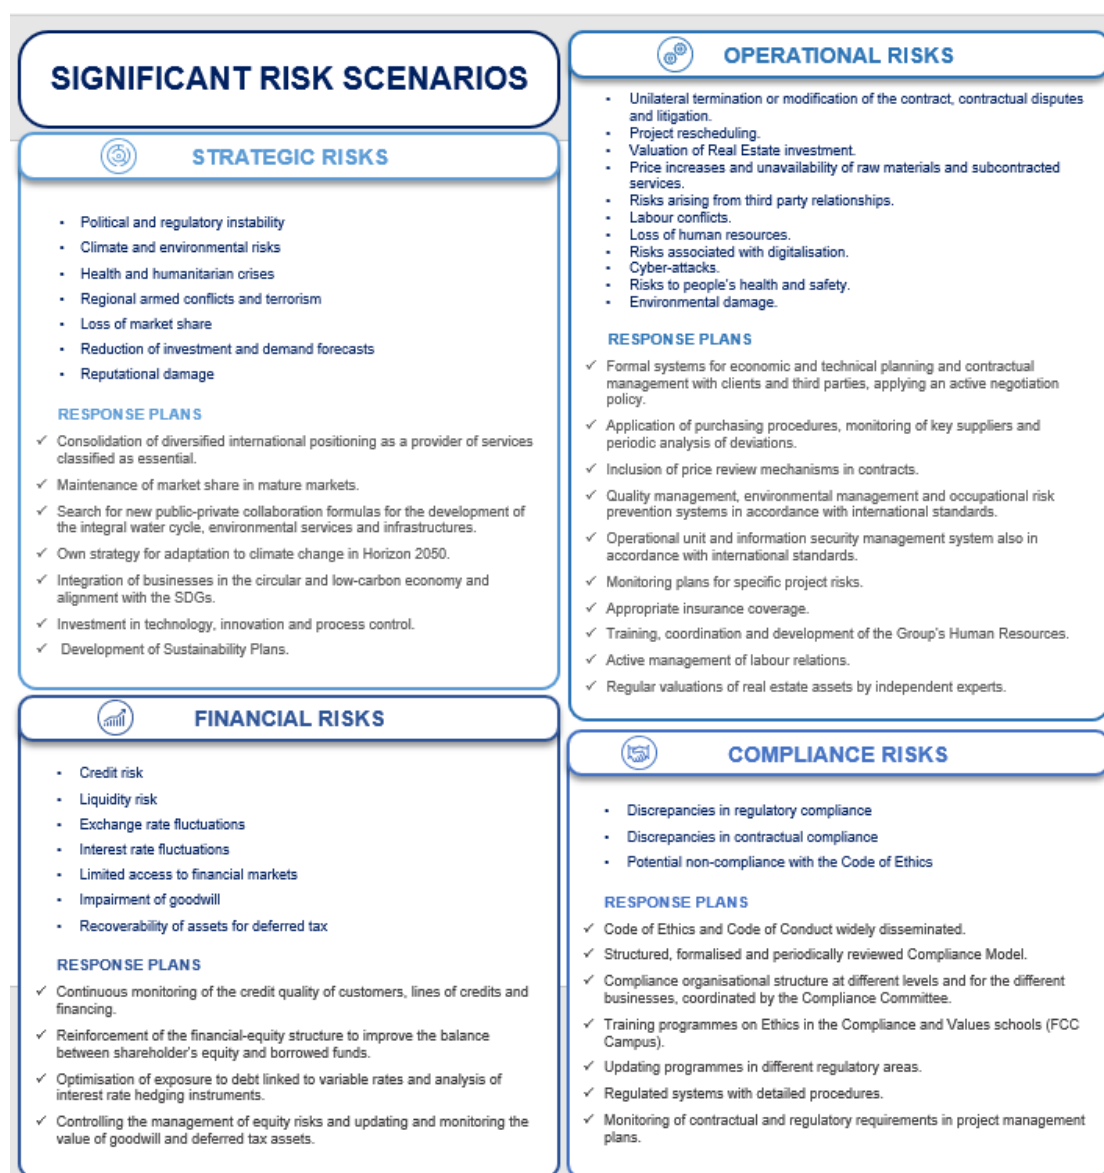 SIGNIFICANT RISK SCENARIOS
STRATEGIC RISKS
▪ Political and regulatory instability
▪ Climate and environmental risks
▪ Health and humanitarian crises
▪ Regional armed conflicts and terrorism
▪ Loss of market share
▪ Reduction of investment and demand forecasts
▪ Reputational damage
RESPONSE PLANS
✓ Consolidation of diversified international positioning as a provider of services
classified as essential.
✓ Maintenance of market share in mature markets.
✓ Search for new public-private collaboration formulas for the development of
the integral water cycle, environmental services and infrastructures.
✓ Own strategy for adaptation to climate change in Horizon 2050.
✓ Integration of businesses in the circular and low-carbon economy and
alignment with the SDGs.
✓ Investment in technology, innovation and process control.
✓ Development of Sustainability Plans.
FINANCIAL RISKS
▪ Credit risk
▪ Liquidity risk
▪ Exchange rate fluctuations
▪ Interest rate fluctuations
▪ Limited access to financial markets
▪ Impairment of goodwill
▪ Recoverability of assets for deferred tax
RESPONSE PLANS
✓ Continuous monitoring of the credit quality of customers, lines of credits and
financing.
✓ Reinforcement of the financial-equity structure to improve the balance
between shareholder's equity and borrowed funds.
✓ Optimisation of exposure to debt linked to variable rates and analysis of
interest rate hedging instruments.
✓ Controlling the management of equity risks and updating and monitoring the
value of goodwill and deferred tax assets.
OPERATIONAL RISKS
▪ Unilateral termination or modification of the contract, contractual disputes
and litigation.
▪ Project rescheduling.
▪ Valuation of Real Estate investment.
▪ Price increases and unavailability of raw materials and subcontracted
services.
▪ Risks arising from third party relationships.
▪ Labour conflicts.
▪ Loss of human resources.
▪ Risks associated with digitalisation.
▪ Cyber-attacks.
▪ Risks to people's health and safety.
▪ Environmental damage.
RESPONSE PLANS
✓ Formal systems for economic and technical planning and contractual
management with clients and third parties, applying an active negotiation
policy.
✓ Application of purchasing procedures, monitoring of key suppliers and
periodic analysis of deviations.
✓ Inclusion of price review mechanisms in contracts.
✓ Quality management, environmental management and occupational risk
prevention systems in accordance with international standards.
✓ Operational unit and information security management system also in
accordance with international standards.
✓ Monitoring plans for specific project risks.
✓ Appropriate insurance coverage.
✓ Training, coordination and development of the Group's Human Resources.
✓ Active management of labour relations.
✓ Regular valuations of real estate assets by independent experts.
COMPLIANCE RISKS
▪ Discrepancies in regulatory compliance
▪ Discrepancies in contractual compliance
▪ Potential non-compliance with the Code of Ethics
RESPONSE PLANS
✓ Code of Ethics and Code of Conduct widely disseminated.
✓ Structured, formalised and periodically reviewed Compliance Model.
✓ Compliance organisational structure at different levels and for the different
businesses, coordinated by the Compliance Committee.
✓ Training programmes on Ethics in the Compliance and Values schools (FCC
Campus).
✓ Updating programmes in different regulatory areas.
✓ Regulated systems with detailed procedures.
✓ Monitoring of contractual and regulatory requirements in project management
plans.